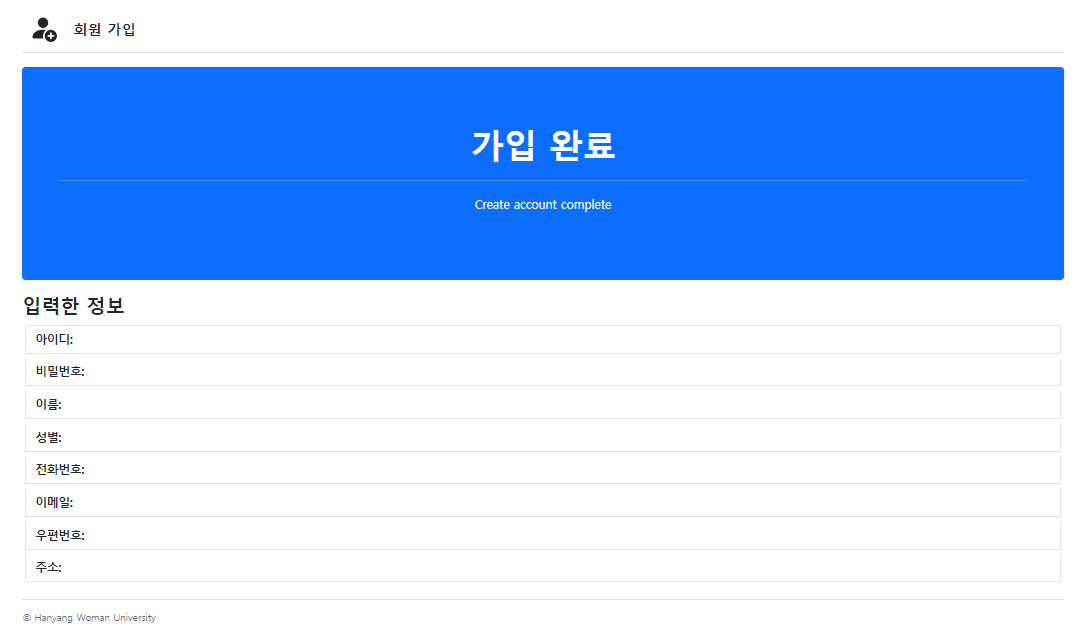 회원 가입
가입 완료
Create account complete
입력한 정보
아이디:
비밀번호:
이름:
성별:
전화번호:
이메일:
우편번호:
주소:
© Hanyang Woman University